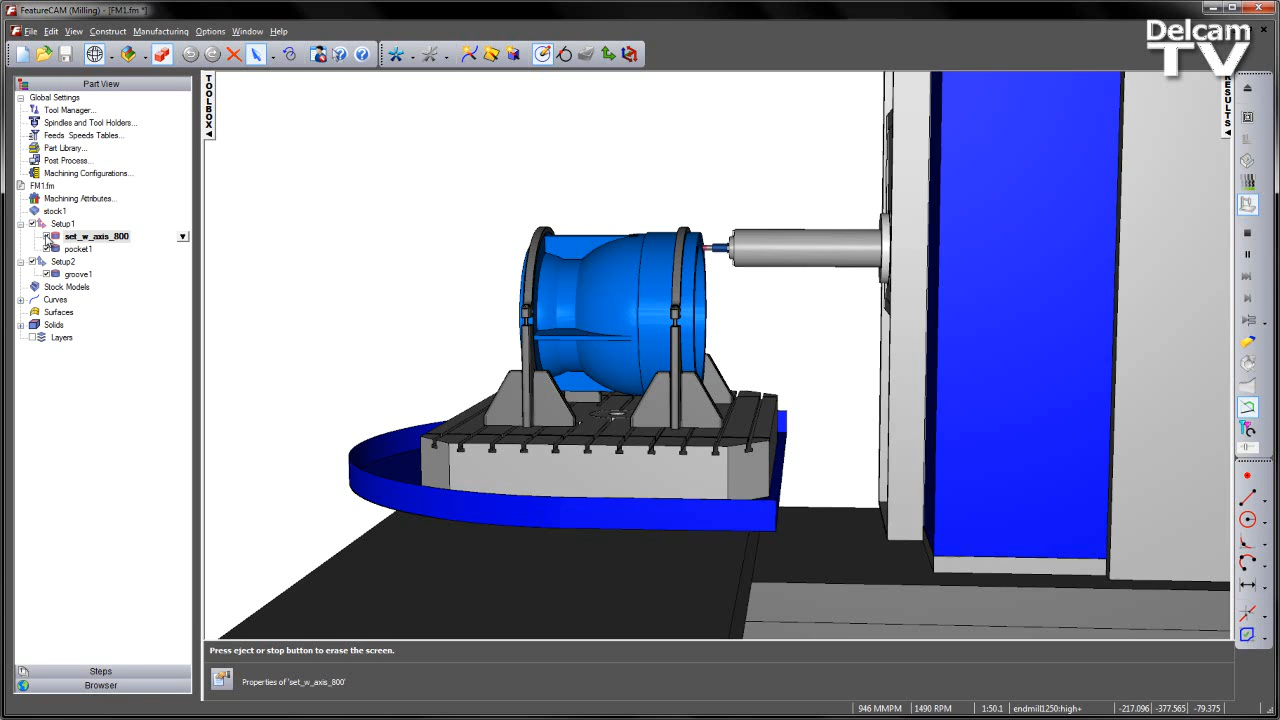 FeatureCAM (Milling) - [FM1.fm *]
File Edit View Construct Manufacturing Options Window Help
Delcam
TV
Part View
Global Settings
Tool Manager...
Spindles and Tool Holders...
Feeds Speeds Tables...
Part Library...
Post Process...
Machining Configurations...
FM1.fm
Machining Attributes...
stock1
Setup1
set_w_axis_800
pocket1
Setup2
groove1
Stock Models
Curves
Surfaces
Solids
Layers
Steps
Browser
TOOLBOX
RESULTS
Press eject or stop button to erase the screen.
Properties of 'set_w_axis_800'
946 MMPM 1490 RPM 1:50.1 endmill1250:high+ -217.096 -377.565 -79.375